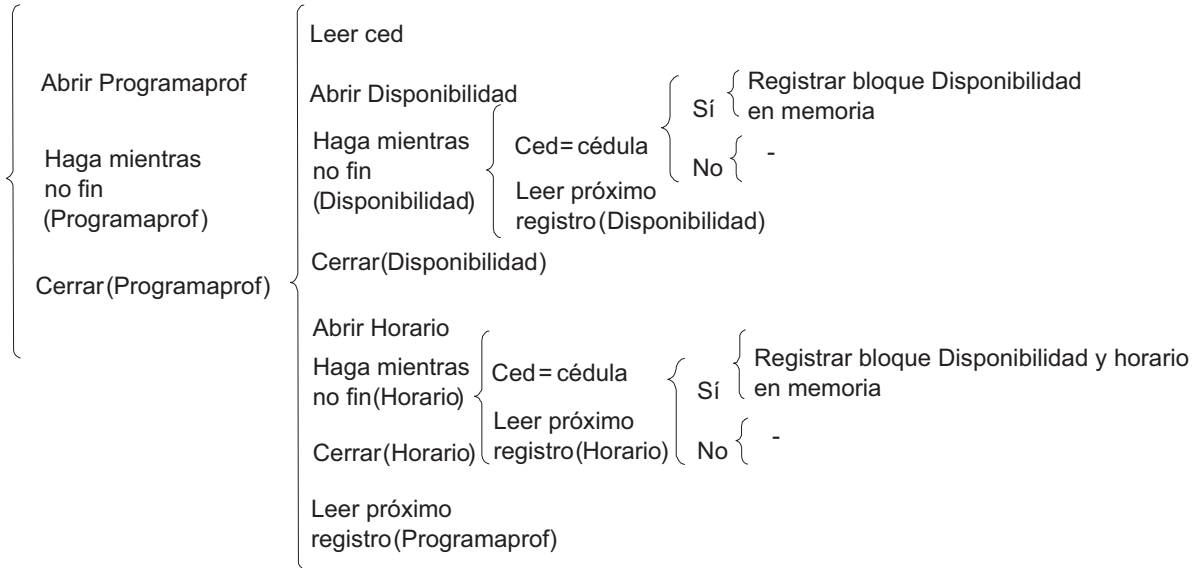 Abrir Programaprof
Haga mientras
no fin
(Programaprof)
Cerrar(Programaprof)
Leer ced
Abrir Disponibilidad
Haga mientras
no fin
(Disponibilidad)
Ced=cédula
Sí
Registrar bloque Disponibilidad
en memoria
No
-
Leer próximo
registro(Disponibilidad)
Cerrar(Disponibilidad)
Abrir Horario
Haga mientras
no fin(Horario)
Ced=cédula
Sí
Registrar bloque Disponibilidad y horario
en memoria
No
-
Leer próximo
registro(Horario)
Cerrar(Horario)
Leer próximo
registro(Programaprof)